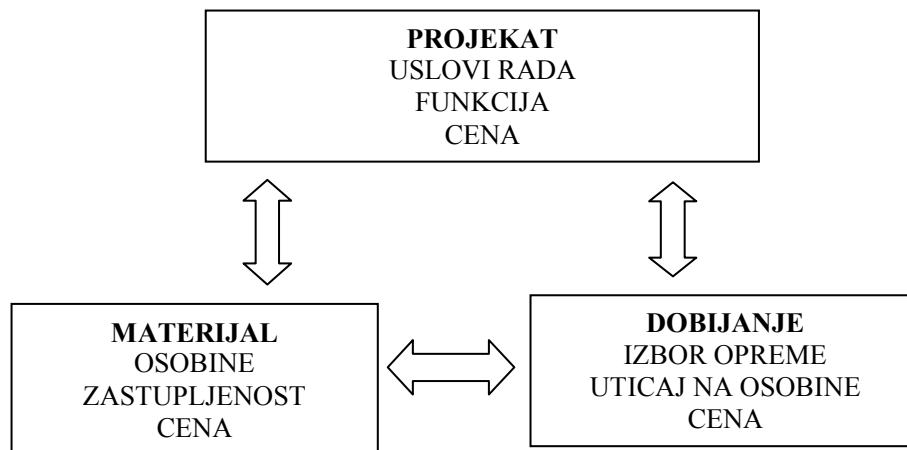 PROJEKAT
USLOVI RADA
FUNKCIJA
CENA
MATERIJAL
OSOBINE
ZASTUPLJENOST
CENA
DOBIJANJE
IZBOR OPREME
UTICAJ NA OSOBINE
CENA